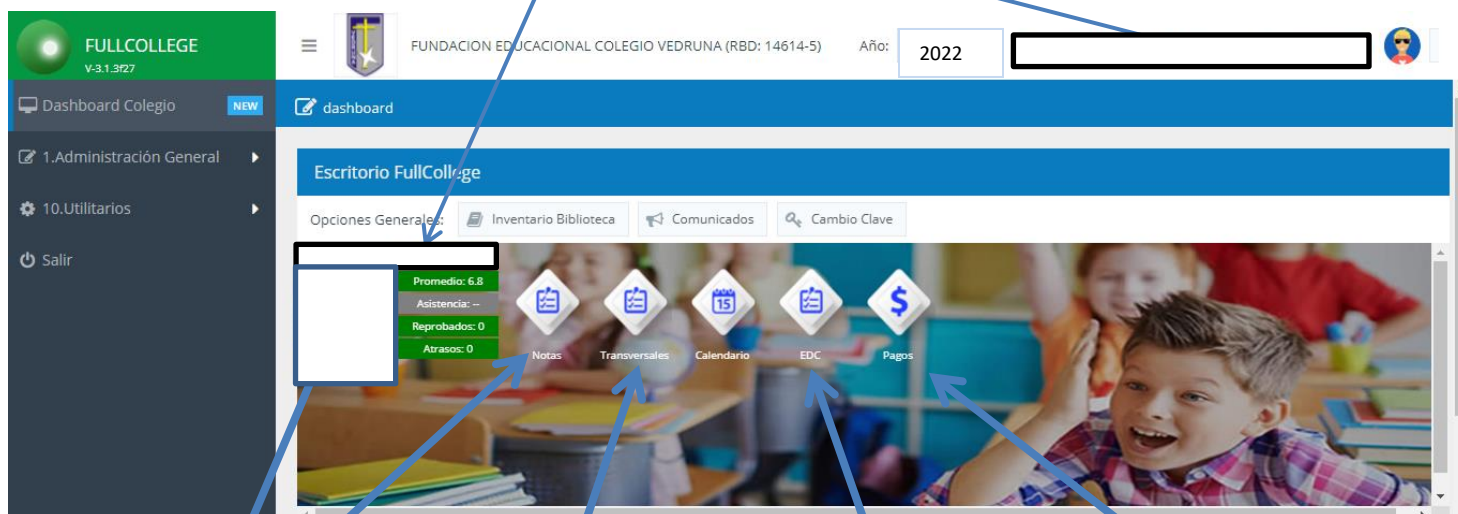 FULLCOLLEGE
V-3.1.3f27
FUNDACION EDUCACIONAL COLEGIO VEDRUNA (RBD: 14614-5) Año: 2022
Dashboard Colegio NEW
dashboard
1.Administración General
10.Utilitarios
Salir
Escritorio FullCollege
Opciones Generales: Inventario Biblioteca Comunicados Cambio Clave
Promedio: 6.8
Asistencia: --
Reprobados: 0
Atrasos: 0
Notas Transversales Calendario EDC Pagos
15